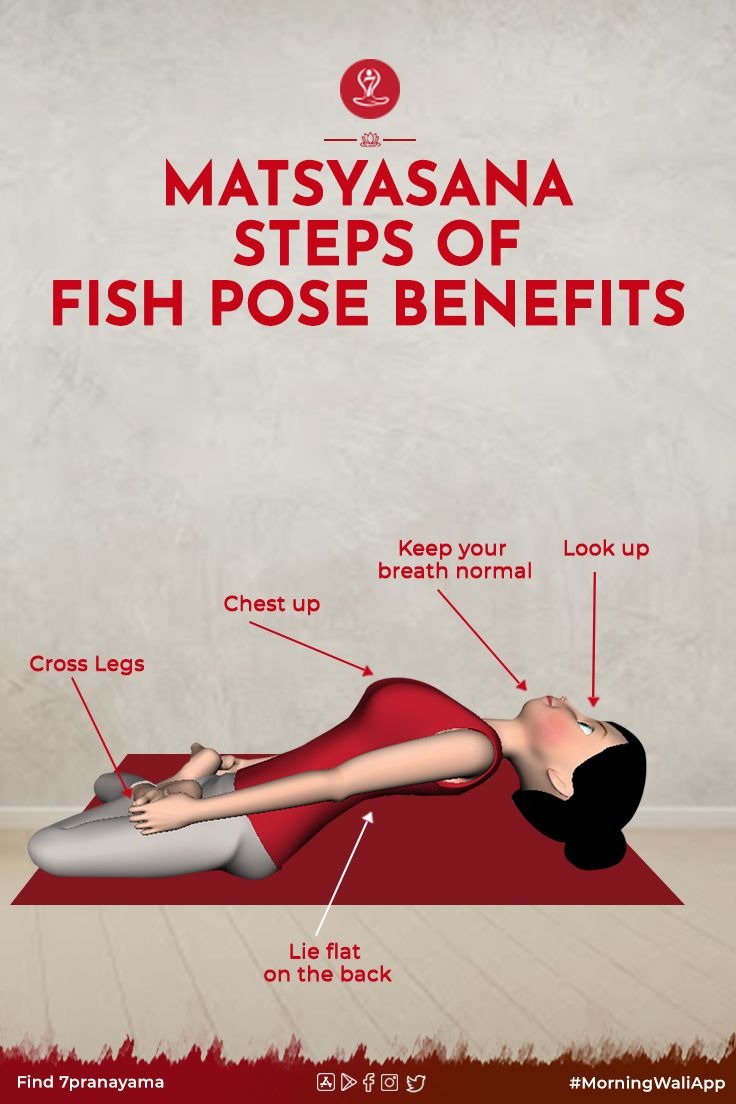 MATSYASANA
STEPS OF
FISH POSE BENEFITS
Keep your
breath normal
Look up
Chest up
Cross Legs
Lie flat
on the back
Find 7pranayama
#MorningWaliApp